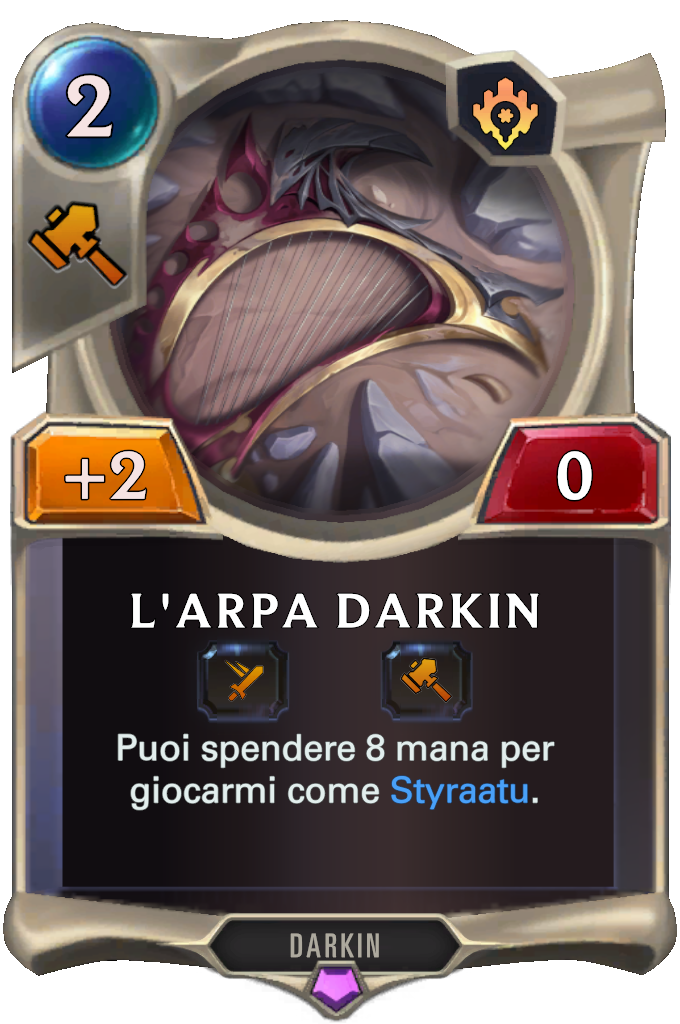 2
+2
0
L'ARPA DARKIN
Puoi spendere 8 mana per
giocarmi come Styraatu.
DARKIN